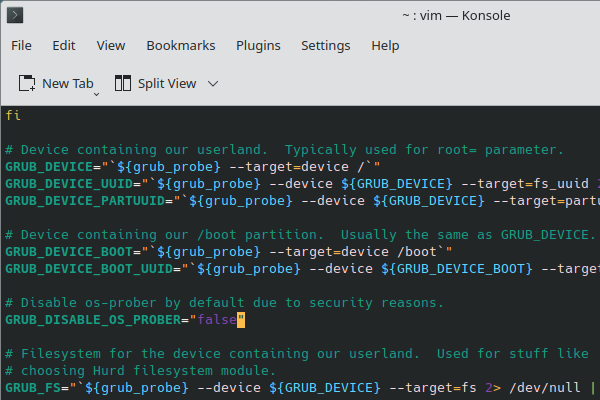 ~ : vim — Konsole
File Edit View Bookmarks Plugins Settings Help
New Tab Split View
fi
# Device containing our userland.  Typically used for root= parameter.
GRUB_DEVICE="`${grub_probe} --target=device /`"
GRUB_DEVICE_UUID="`${grub_probe} --device ${GRUB_DEVICE} --target=fs_uuid 2
GRUB_DEVICE_PARTUUID="`${grub_probe} --device ${GRUB_DEVICE} --target=partu
# Device containing our /boot partition.  Usually the same as GRUB_DEVICE.
GRUB_DEVICE_BOOT="`${grub_probe} --target=device /boot`"
GRUB_DEVICE_BOOT_UUID="`${grub_probe} --device ${GRUB_DEVICE_BOOT} --target
# Disable os-prober by default due to security reasons.
GRUB_DISABLE_OS_PROBER="false"
# Filesystem for the device containing our userland.  Used for stuff like
# choosing Hurd filesystem module.
GRUB_FS="`${grub_probe} --device ${GRUB_DEVICE} --target=fs 2> /dev/null |